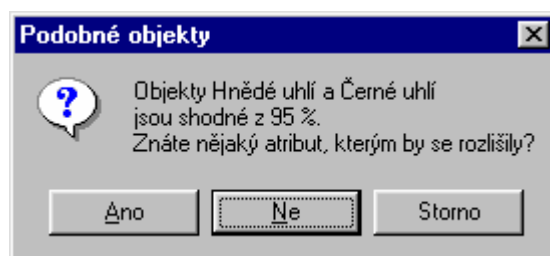 Podobné objekty
Objekty Hnědé uhlí a Černé uhlí
jsou shodné z 95 %.
Znáte nějaký atribut, kterým by se rozlišily?
Ano
Ne
Storno